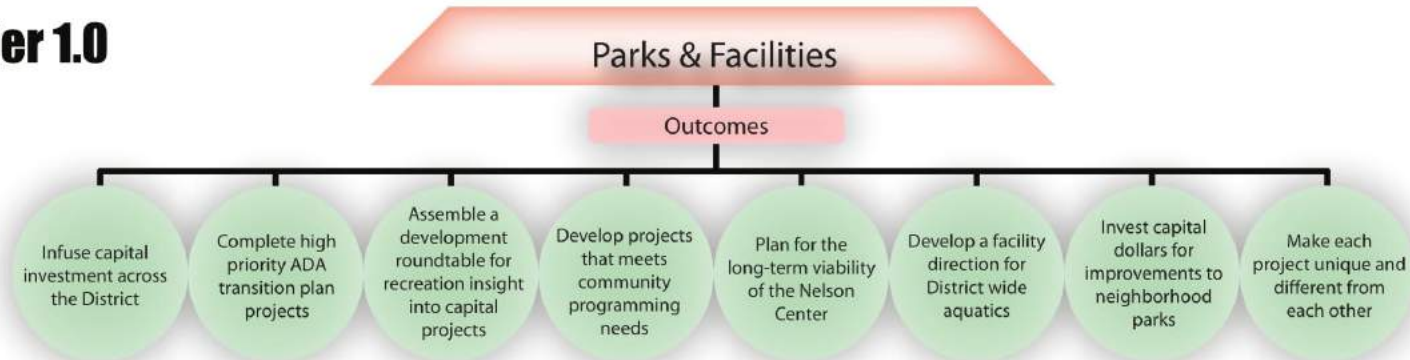 er 1.0
Parks & Facilities
Outcomes
Infuse capital
investment across
the District
Complete high
priority ADA
transition plan
projects
Assemble a
development
roundtable for
recreation insight
into capital
projects
Develop projects
that meets
community
programming
needs
Plan for the
long-term viability
of the Nelson
Center
Develop a facility
direction for
District wide
aquatics
Invest capital
dollars for
improvements to
neighborhood
parks
Make each
project unique and
different from
each other